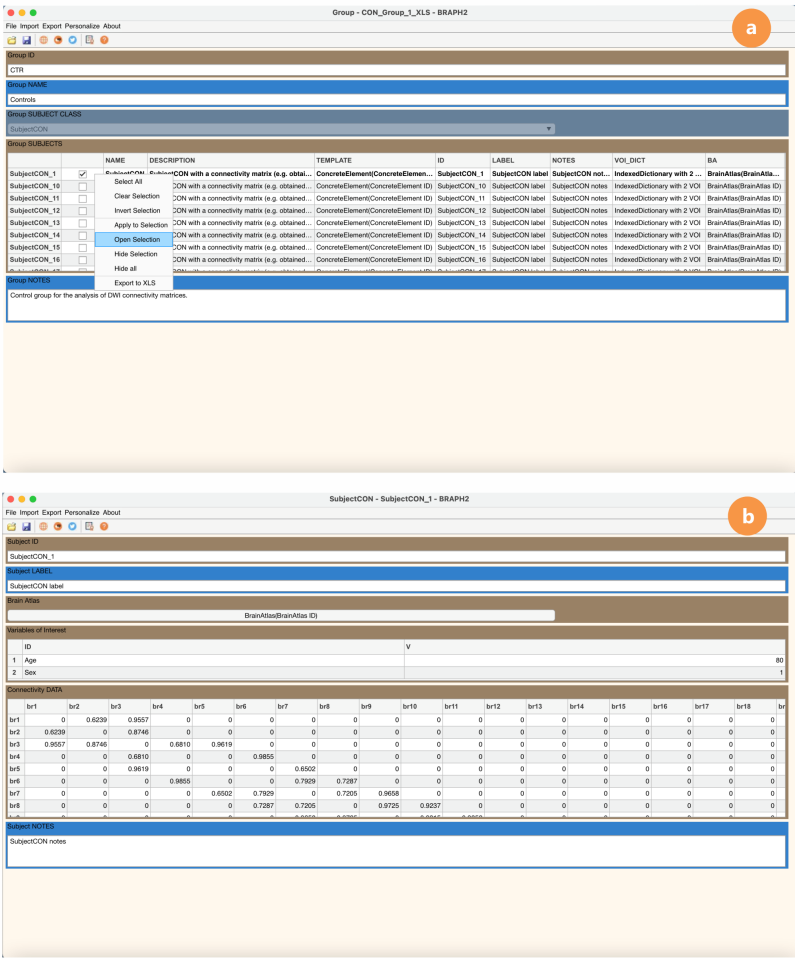 Group - CON_Group_1_XLS - BRAPH2
a
File Import Export Personalize About
Group ID
CTR
Group NAME
Controls
Group SUBJECT CLASS
SubjectCON
Group SUBJECTS
NAME DESCRIPTION TEMPLATE ID LABEL NOTES VOI_DICT BA
SubjectCON_1 SubjectCON SubjectCON with a connectivity matrix (e.g. obtai... ConcreteElement(ConcreteElemen... SubjectCON_1 SubjectCON label SubjectCON not... IndexedDictionary with 2 ... BrainAtlas(BrainAtla...
SubjectCON_10 CON with a connectivity matrix (e.g. obtained... ConcreteElement(ConcreteElement ID) SubjectCON_10 SubjectCON label SubjectCON notes IndexedDictionary with 2 VOI BrainAtlas(BrainAtlas ID)
SubjectCON_11 CON with a connectivity matrix (e.g. obtained... ConcreteElement(ConcreteElement ID) SubjectCON_11 SubjectCON label SubjectCON notes IndexedDictionary with 2 VOI BrainAtlas(BrainAtlas ID)
SubjectCON_12 CON with a connectivity matrix (e.g. obtained... ConcreteElement(ConcreteElement ID) SubjectCON_12 SubjectCON label SubjectCON notes IndexedDictionary with 2 VOI BrainAtlas(BrainAtlas ID)
SubjectCON_13 CON with a connectivity matrix (e.g. obtained... ConcreteElement(ConcreteElement ID) SubjectCON_13 SubjectCON label SubjectCON notes IndexedDictionary with 2 VOI BrainAtlas(BrainAtlas ID)
SubjectCON_14 CON with a connectivity matrix (e.g. obtained... ConcreteElement(ConcreteElement ID) SubjectCON_14 SubjectCON label SubjectCON notes IndexedDictionary with 2 VOI BrainAtlas(BrainAtlas ID)
SubjectCON_15 CON with a connectivity matrix (e.g. obtained... ConcreteElement(ConcreteElement ID) SubjectCON_15 SubjectCON label SubjectCON notes IndexedDictionary with 2 VOI BrainAtlas(BrainAtlas ID)
SubjectCON_16 CON with a connectivity matrix (e.g. obtained... ConcreteElement(ConcreteElement ID) SubjectCON_16 SubjectCON label SubjectCON notes IndexedDictionary with 2 VOI BrainAtlas(BrainAtlas ID)
Select All
Clear Selection
Invert Selection
Apply to Selection
Open Selection
Hide Selection
Hide all
Export to XLS
Group NOTES
Control group for the analysis of DWI connectivity matrices.
SubjectCON - SubjectCON_1 - BRAPH2
b
File Import Export Personalize About
Subject ID
SubjectCON_1
Subject LABEL
SubjectCON label
Brain Atlas
BrainAtlas(BrainAtlas ID)
Variables of Interest
ID V
1 Age 80
2 Sex 1
Connectivity DATA
br1 br2 br3 br4 br5 br6 br7 br8 br9 br10 br11 br12 br13 br14 br15 br16 br17 br18 br
br1 0 0.6239 0.9557 0 0 0 0 0 0 0 0 0 0 0 0 0 0 0
br2 0.6239 0 0.8746 0 0 0 0 0 0 0 0 0 0 0 0 0 0 0
br3 0.9557 0.8746 0 0.6810 0.9619 0 0 0 0 0 0 0 0 0 0 0 0 0
br4 0 0 0.6810 0 0 0.9855 0 0 0 0 0 0 0 0 0 0 0 0
br5 0 0 0.9619 0 0 0 0.6502 0 0 0 0 0 0 0 0 0 0 0
br6 0 0 0 0.9855 0 0 0.7929 0.7287 0 0 0 0 0 0 0 0 0 0
br7 0 0 0 0 0.6502 0.7929 0 0.7205 0.9658 0 0 0 0 0 0 0 0 0
br8 0 0 0 0 0 0.7287 0.7205 0 0.9725 0.9237 0 0 0 0 0 0 0 0
Subject NOTES
SubjectCON notes